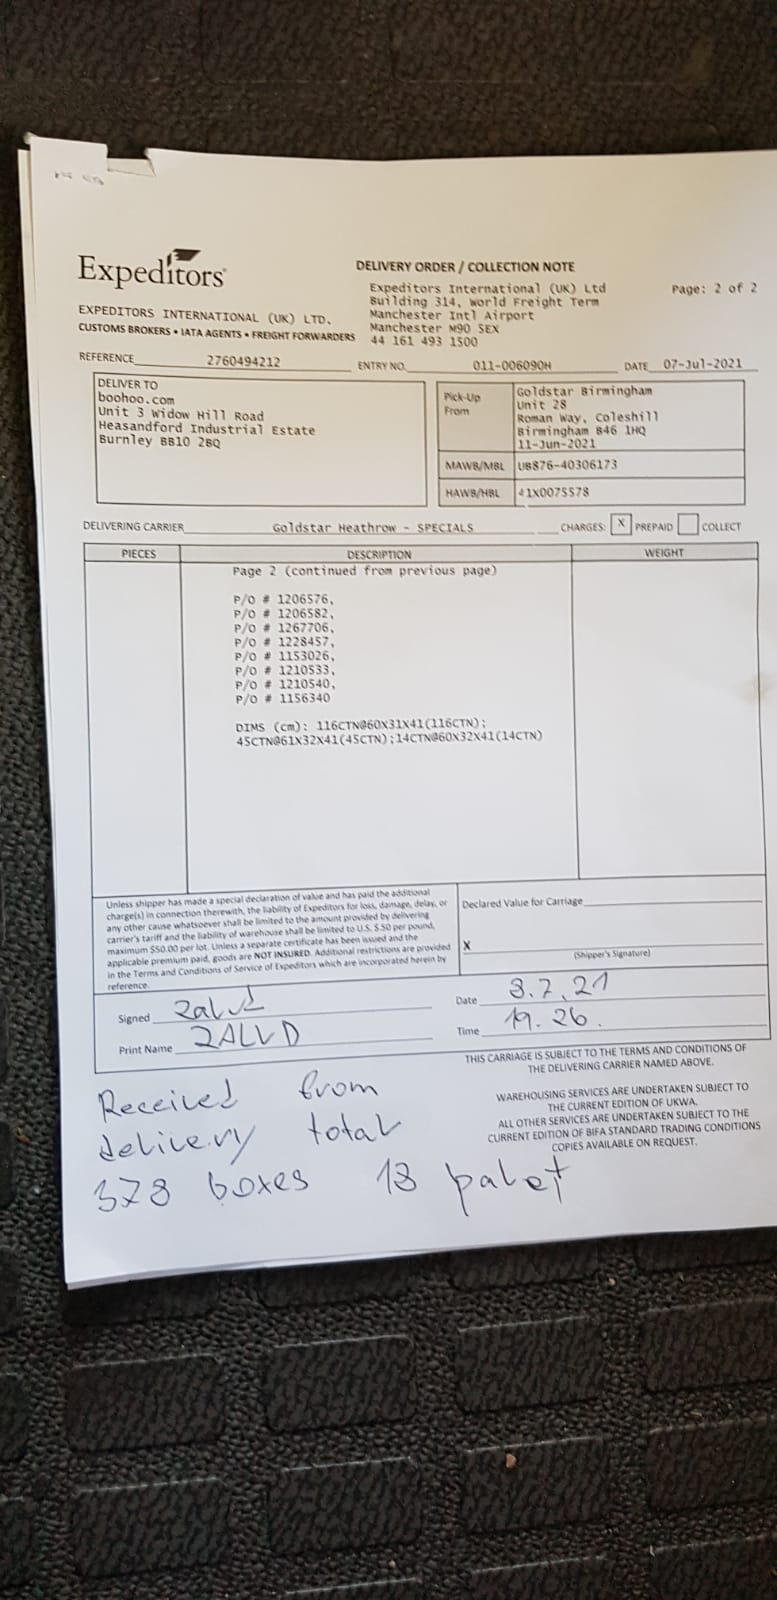 Expeditors
EXPEDITORS INTERNATIONAL (UK) LTD.
CUSTOMS BROKERS • IATA AGENTS • FREIGHT FORWARDERS
DELIVERY ORDER / COLLECTION NOTE
Expeditors International (UK) Ltd
Building 314, World Freight Term
Manchester Intl Airport
Manchester M90 5EX
44 161 493 1500
Page: 2 of 2
REFERENCE 2760494212
ENTRY NO. 011-006090H
DATE 07-Jul-2021
DELIVER TO
boohoo.com
Unit 3 Widow Hill Road
Heasandford Industrial Estate
Burnley BB10 2BQ
Pick-Up
From
Goldstar Birmingham
Unit 28
Roman Way, Coleshill
Birmingham B46 1HQ
11-Jun-2021
MAWB/MBL UB876-40306173
HAWB/HBL 41X0075578
DELIVERING CARRIER Goldstar Heathrow - SPECIALS
CHARGES: X PREPAID COLLECT
PIECES DESCRIPTION WEIGHT
Page 2 (continued from previous page)
P/O # 1206576,
P/O # 1206582,
P/O # 1267706,
P/O # 1228457,
P/O # 1153026,
P/O # 1210533,
P/O # 1210540,
P/O # 1156340
DIMS (cm): 116CTN@60X31X41(116CTN);
45CTN@61X32X41(45CTN);14CTN@60X32X41(14CTN)
Unless shipper has made a special declaration of value and has paid the additional
charge(s) in connection therewith, the liability of Expeditors for loss, damage, delay, or
any other cause whatsoever shall be limited to the amount provided by delivering
carrier's tariff and the liability of warehouse shall be limited to U.S. $.50 per pound,
maximum $50.00 per lot. Unless a separate certificate has been issued and the
applicable premium paid, goods are NOT INSURED. Additional restrictions are provided
in the Terms and Conditions of Service of Expeditors which are incorporated herein by
reference.
Declared Value for Carriage
X
(Shipper's Signature)
Signed
Print Name ZALVD
Date 3.7.21
Time 19.26.
THIS CARRIAGE IS SUBJECT TO THE TERMS AND CONDITIONS OF
THE DELIVERING CARRIER NAMED ABOVE.
WAREHOUSING SERVICES ARE UNDERTAKEN SUBJECT TO
THE CURRENT EDITION OF UKWA.
ALL OTHER SERVICES ARE UNDERTAKEN SUBJECT TO THE
CURRENT EDITION OF BIFA STANDARD TRADING CONDITIONS
COPIES AVAILABLE ON REQUEST.
Received from
delivery total
373 boxes 13 palet